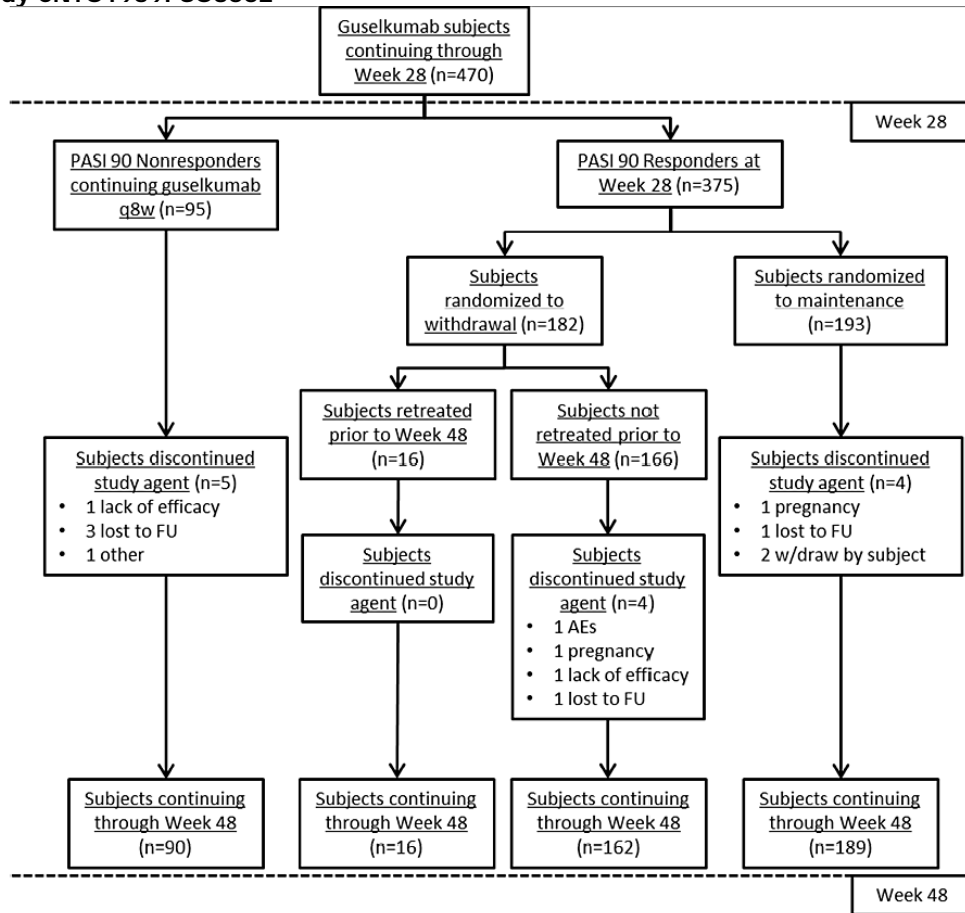 Guselkumab subjects
continuing through
Week 28 (n=470)
Week 28
PASI 90 Nonresponders
continuing guselkumab
q8w (n=95)
PASI 90 Responders at
Week 28 (n=375)
Subjects
randomized to
withdrawal (n=182)
Subjects randomized
to maintenance
(n=193)
Subjects retreated
prior to Week 48
(n=16)
Subjects not
retreated prior to
Week 48 (n=166)
Subjects discontinued
study agent (n=5)
• 1 lack of efficacy
• 3 lost to FU
• 1 other
Subjects
discontinued study
agent (n=0)
Subjects
discontinued study
agent (n=4)
• 1 AEs
• 1 pregnancy
• 1 lack of efficacy
• 1 lost to FU
Subjects discontinued
study agent (n=4)
• 1 pregnancy
• 1 lost to FU
• 2 w/draw by subject
Subjects continuing
through Week 48
(n=90)
Subjects continuing
through Week 48
(n=16)
Subjects continuing
through Week 48
(n=162)
Subjects continuing
through Week 48
(n=189)
Week 48